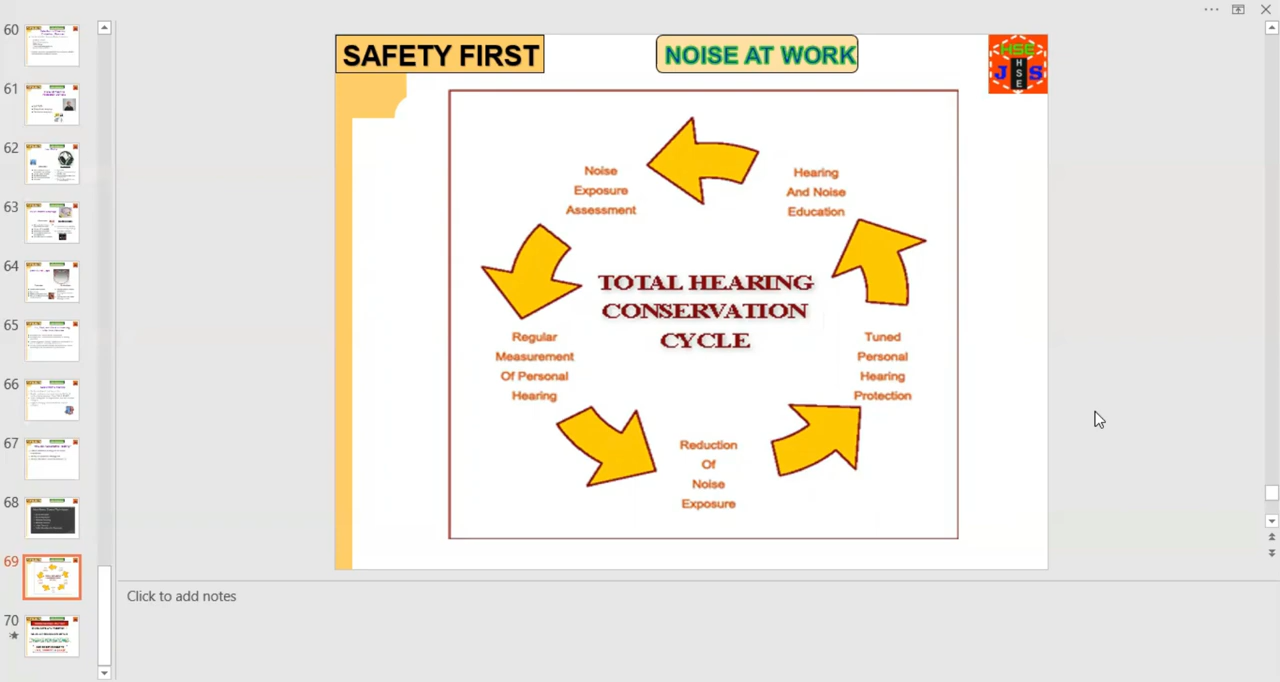 60
61
62
63
64
65
66
67
68
69
70
SAFETY FIRST
NOISE AT WORK
HSE
J HSE S
Noise
Exposure
Assessment
Hearing
And Noise
Education
TOTAL HEARING
CONSERVATION
CYCLE
Regular
Measurement
Of Personal
Hearing
Tuned
Personal
Hearing
Protection
Reduction
Of
Noise
Exposure
Click to add notes